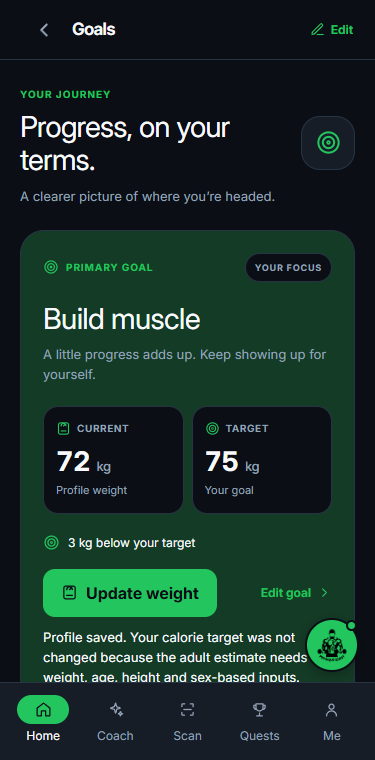 Goals
Edit
YOUR JOURNEY
Progress, on your
terms.
A clearer picture of where you're headed.
PRIMARY GOAL
YOUR FOCUS
Build muscle
A little progress adds up. Keep showing up for
yourself.
CURRENT
72 kg
Profile weight
TARGET
75 kg
Your goal
3 kg below your target
Update weight
Edit goal
Profile saved. Your calorie target was not
changed because the adult estimate needs
weight, age, height and sex-based inputs.
Home
Coach
Scan
Quests
Me